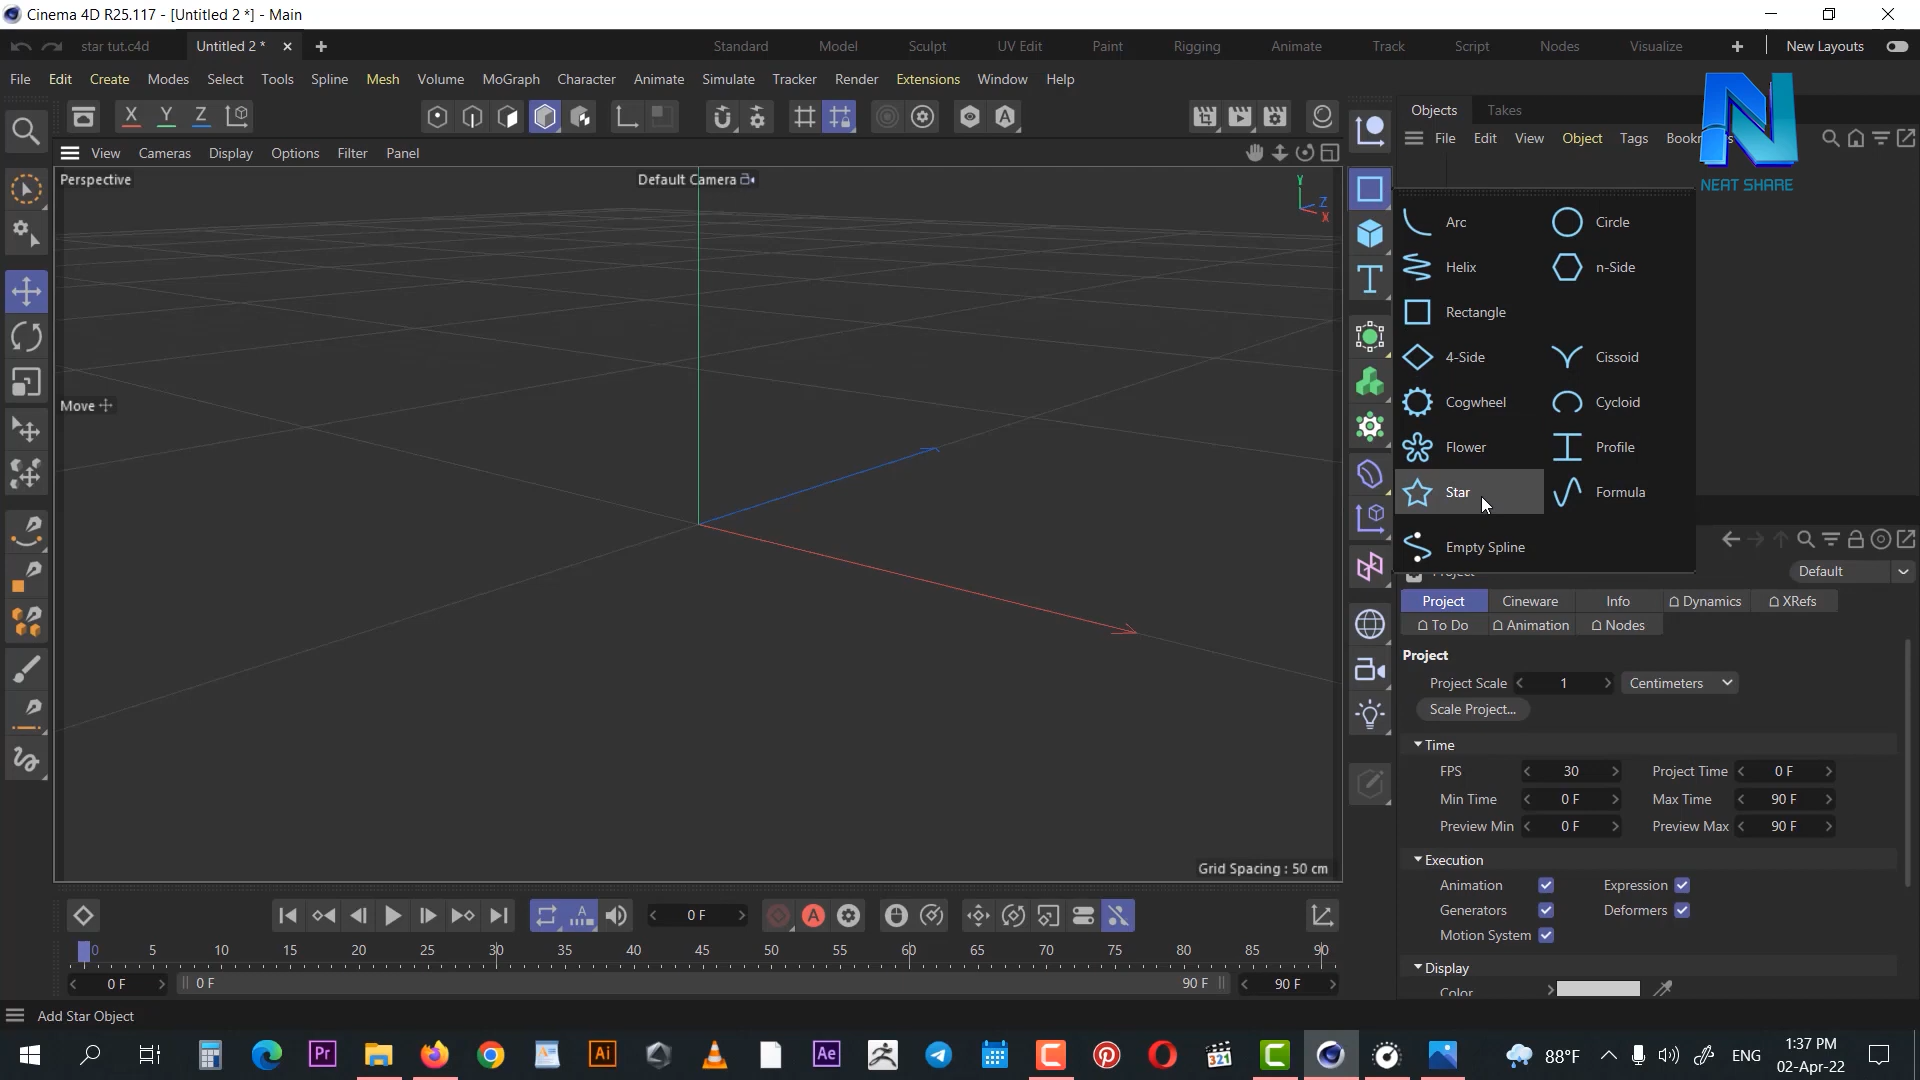 Cinema 4D R25.117 - [Untitled 2 *] - Main
star tut.c4d Untitled 2 * Standard Model Sculpt UV Edit Paint Rigging Animate Track Script Nodes Visualize New Layouts
File Edit Create Modes Select Tools Spline Mesh Volume MoGraph Character Animate Simulate Tracker Render Extensions Window Help
X Y Z
Objects Takes
File Edit View Object Tags
NEAT SHARE
View Cameras Display Options Filter Panel
Perspective Default Camera
Y
Z
X
Arc Circle
Helix n-Side
Rectangle
4-Side Cissoid
Move
Cogwheel Cycloid
Flower Profile
Star Formula
Empty Spline
Default
Project Cineware Info Dynamics XRefs
To Do Animation Nodes
Project
Project Scale 1 Centimeters
Scale Project...
Time
FPS 30 Project Time 0 F
Min Time 0 F Max Time 90 F
Preview Min 0 F Preview Max 90 F
Execution
Animation Expression
Generators Deformers
Motion System
Display
Color
Grid Spacing : 50 cm
0 F
0 5 10 15 20 25 30 35 40 45 50 55 60 65 70 75 80 85 90
0 F 0 F 90 F 90 F
Add Star Object
88°F ENG 1:37 PM
02-Apr-22